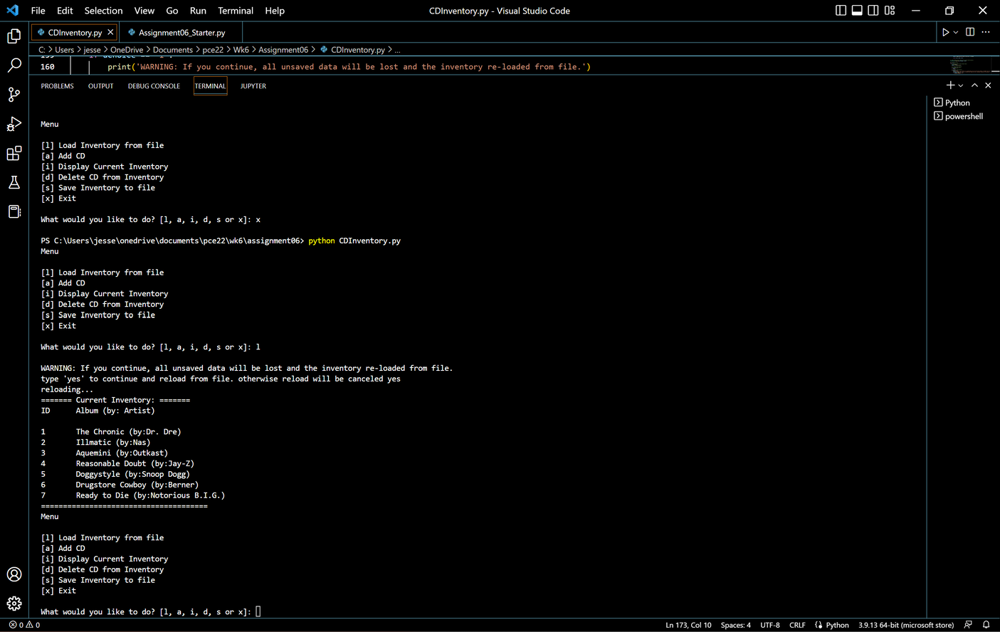 File Edit Selection View Go Run Terminal Help CDInventory.py - Visual Studio Code
CDInventory.py Assignment06_Starter.py
C: > Users > jesse > OneDrive > Documents > pce22 > Wk6 > Assignment06 > CDInventory.py > ...
160 print('WARNING: If you continue, all unsaved data will be lost and the inventory re-loaded from file.')
PROBLEMS OUTPUT DEBUG CONSOLE TERMINAL JUPYTER
Python
powershell
Menu
[l] Load Inventory from file
[a] Add CD
[i] Display Current Inventory
[d] Delete CD from Inventory
[s] Save Inventory to file
[x] Exit
What would you like to do? [l, a, i, d, s or x]: x
PS C:\Users\jesse\onedrive\documents\pce22\wk6\assignment06> python CDInventory.py
Menu
[l] Load Inventory from file
[a] Add CD
[i] Display Current Inventory
[d] Delete CD from Inventory
[s] Save Inventory to file
[x] Exit
What would you like to do? [l, a, i, d, s or x]: l
WARNING: If you continue, all unsaved data will be lost and the inventory re-loaded from file.
type 'yes' to continue and reload from file. otherwise reload will be canceled yes
reloading...
======= Current Inventory: =======
ID Album (by: Artist)
1 The Chronic (by:Dr. Dre)
2 Illmatic (by:Nas)
3 Aquemini (by:Outkast)
4 Reasonable Doubt (by:Jay-Z)
5 Doggystyle (by:Snoop Dogg)
6 Drugstore Cowboy (by:Berner)
7 Ready to Die (by:Notorious B.I.G.)
======================================
Menu
[l] Load Inventory from file
[a] Add CD
[i] Display Current Inventory
[d] Delete CD from Inventory
[s] Save Inventory to file
[x] Exit
What would you like to do? [l, a, i, d, s or x]:
0 0 Ln 173, Col 10 Spaces: 4 UTF-8 CRLF Python 3.9.13 64-bit (microsoft store)